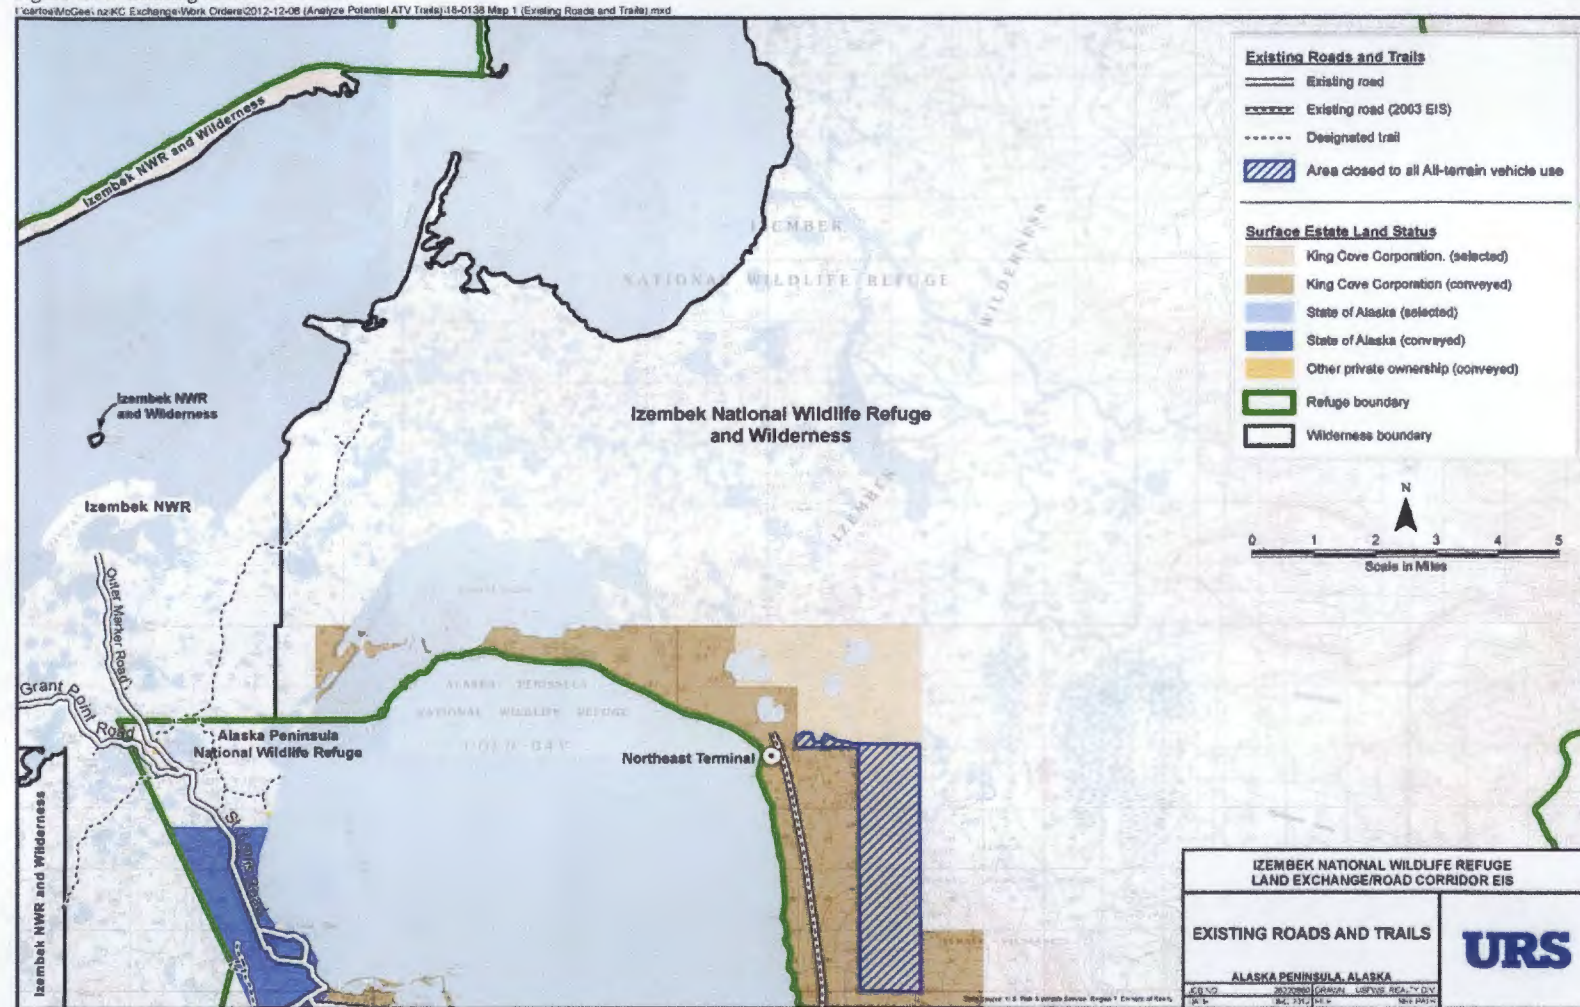 Existing Roads and Trails
Existing road
Existing road (2003 EIS)
Designated trail
Area closed to all All-terrain vehicle use
Surface Estate Land Status
King Cove Corporation. (selected)
King Cove Corporation (conveyed)
State of Alaska (selected)
State of Alaska (conveyed)
Other private ownership (conveyed)
Refuge boundary
Wilderness boundary
N
0 1 2 3 4 5
Scale in Miles
Izembek NWR and Wilderness
IZEMBEK
NATIONAL WILDLIFE REFUGE
WILDERNESS
Izembek NWR
and Wilderness
Izembek National Wildlife Refuge
and Wilderness
IZEMBEK
Izembek NWR
Outer Marker Road
Grant Point Road
ALASKA PENINSULA
NATIONAL WILDLIFE REFUGE
COLD BAY
Alaska Peninsula
National Wildlife Refuge
Northeast Terminal
Izembek NWR and Wilderness
IZEMBEK NATIONAL WILDLIFE REFUGE
LAND EXCHANGE/ROAD CORRIDOR EIS
EXISTING ROADS AND TRAILS
ALASKA PENINSULA, ALASKA
URS